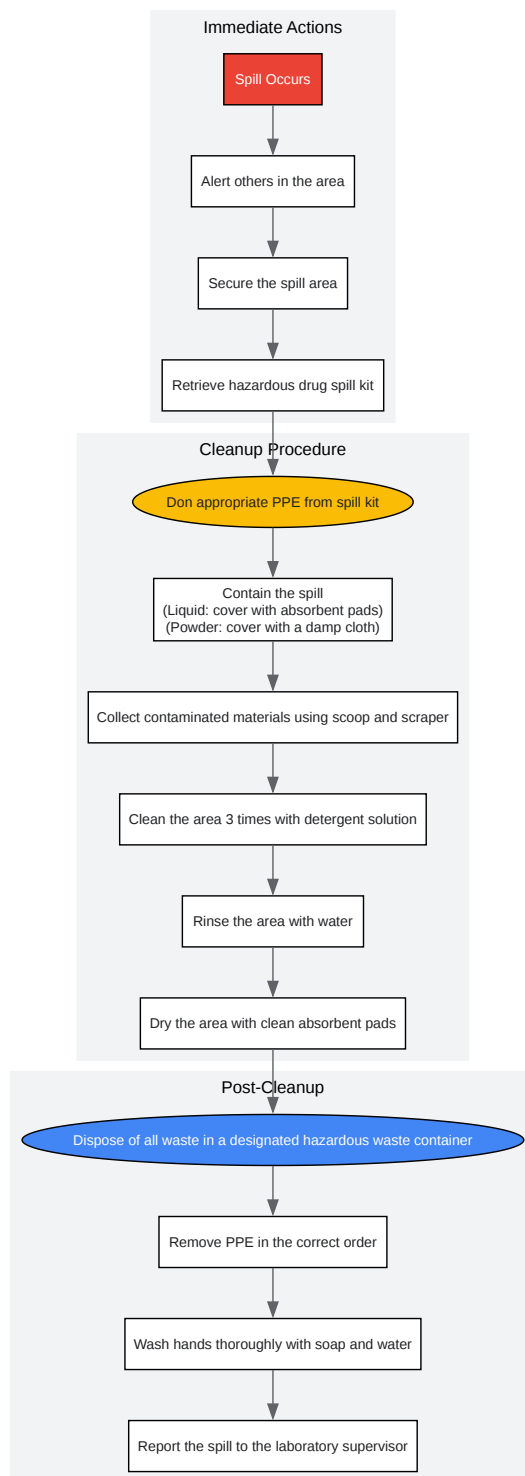 Immediate Actions
Spill Occurs
Alert others in the area
Secure the spill area
Retrieve hazardous drug spill kit
Cleanup Procedure
Don appropriate PPE from spill kit
Contain the spill
(Liquid: cover with absorbent pads)
(Powder: cover with a damp cloth)
Collect contaminated materials using scoop and scraper
Clean the area 3 times with detergent solution
Rinse the area with water
Dry the area with clean absorbent pads
Post-Cleanup
Dispose of all waste in a designated hazardous waste container
Remove PPE in the correct order
Wash hands thoroughly with soap and water
Report the spill to the laboratory supervisor